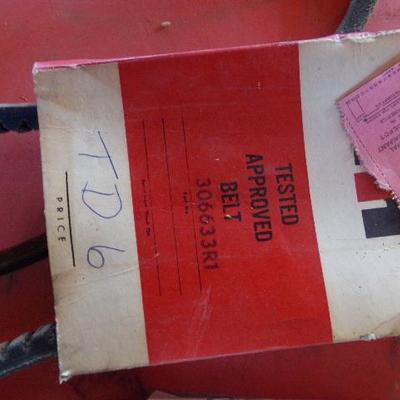 TESTED
APPROVED
BELT
306633R1
PRICE
TD6